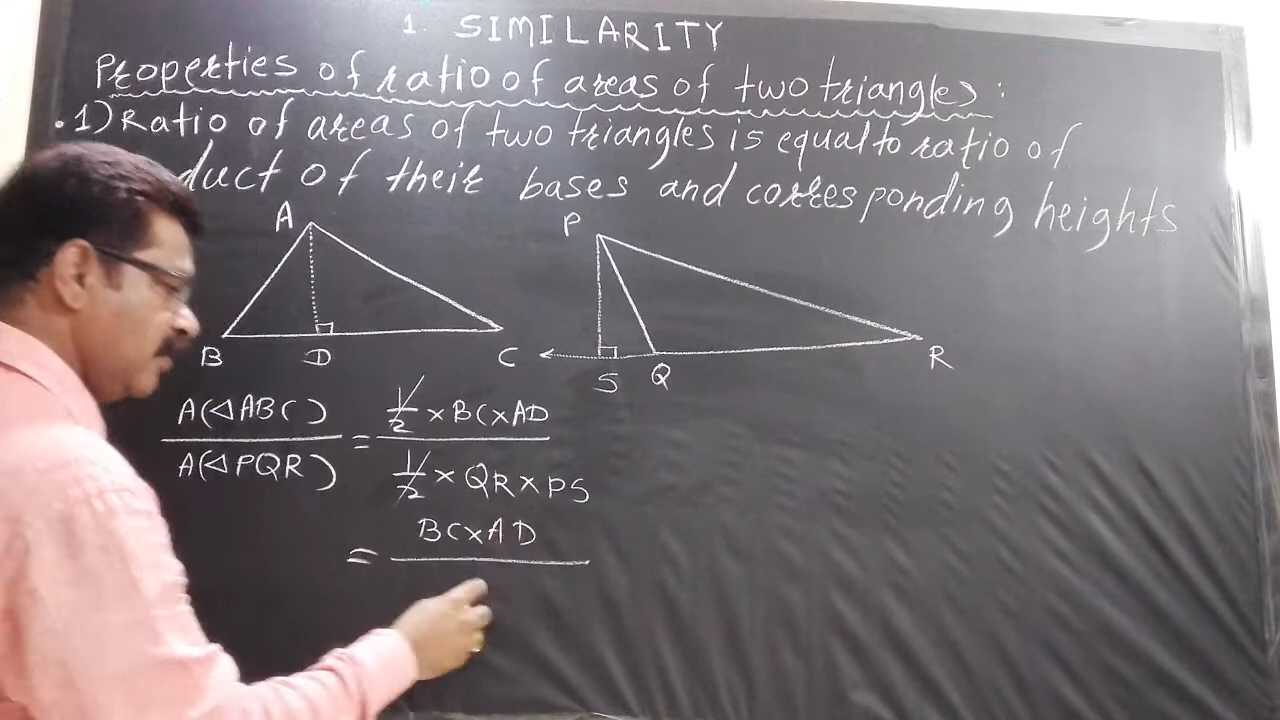 1. SIMILARITY
Properties of ratio of areas of two triangles :
1) Ratio of areas of two triangles is equal to ratio of
duct of their bases and corresponding heights
A P
B D C S Q R
A(◁ABC) = 1/2 × BC × AD
A(◁PQR) 1/2 × QR × PS
= BC × AD